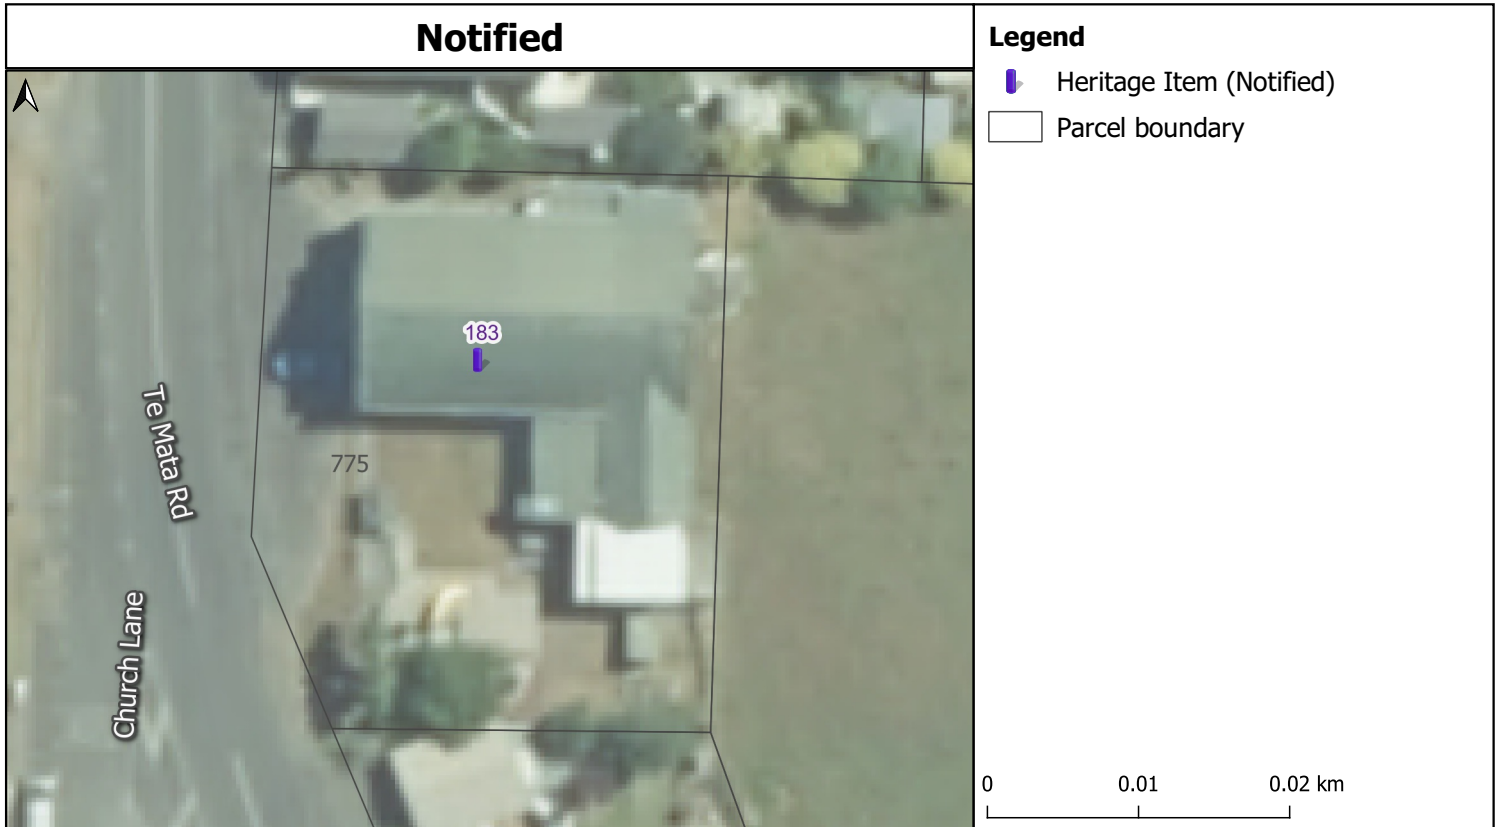 Notified
Legend
Heritage Item (Notified)
Parcel boundary
183
775
Te Mata Rd
Church Lane
0 0.01 0.02 km